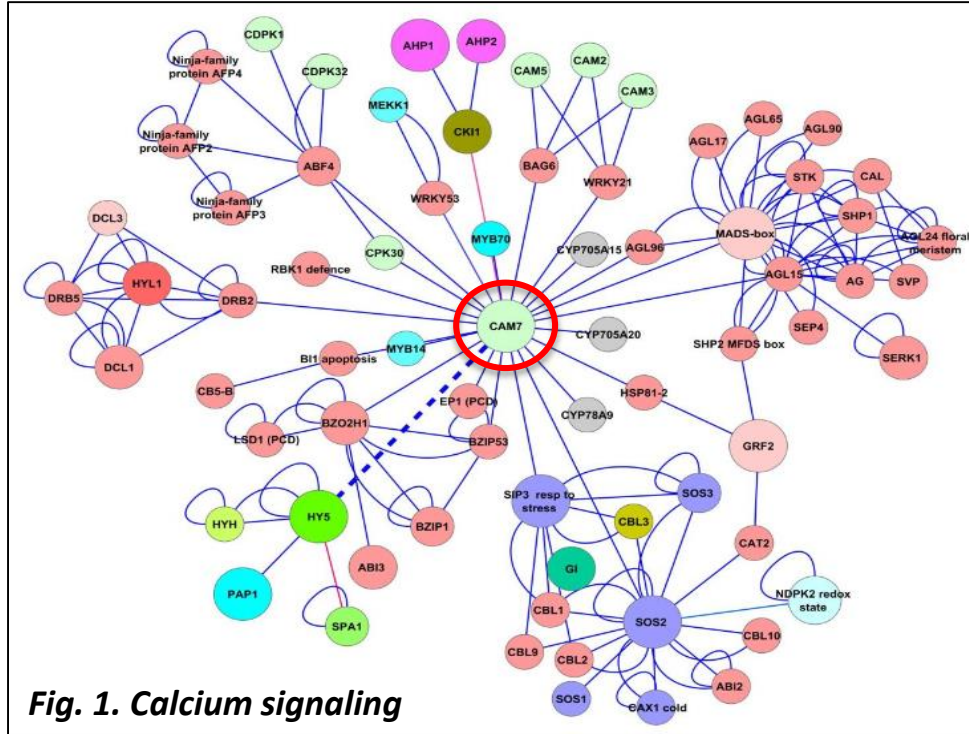 CDPK1
AHP1
AHP2
Ninja-family
protein AFP4
CDPK32
CAM5
CAM2
CAM3
MEKK1
CKI1
AGL65
AGL17
AGL90
Ninja-family
protein AFP2
ABF4
BAG6
WRKY21
STK
CAL
WRKY53
Ninja-family
protein AFP3
SHP1
DCL3
MYB70
CYP705A15
AGL96
MADS-box
AGL24 floral
meristem
CPK30
RBK1 defence
HYL1
DRB5
DRB2
AGL15
AG
SVP
CAM7
CYP705A20
SEP4
SHP2 MFDS box
SERK1
MYB14
BI1 apoptosis
DCL1
CB5-B
EP1 (PCD)
HSP81-2
CYP78A9
BZO2H1
LSD1 (PCD)
BZIP53
GRF2
SIP3 resp to
stress
SOS3
HYH
HY5
BZIP1
CBL3
CAT2
ABI3
GI
PAP1
NDPK2 redox
state
CBL1
SPA1
SOS2
CBL10
CBL9
CBL2
ABI2
SOS1
CAX1 cold
Fig. 1. Calcium signaling